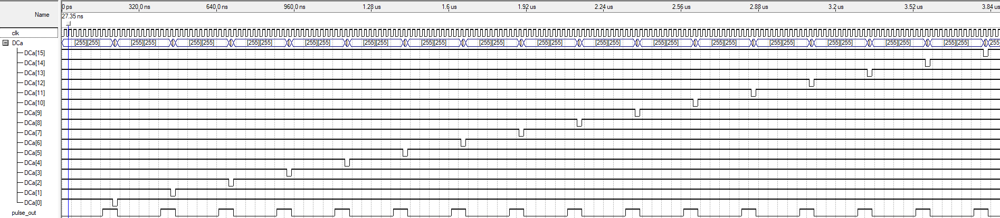 0 ps 320.0 ns 640.0 ns 960.0 ns 1.28 us 1.6 us 1.92 us 2.24 us 2.56 us 2.88 us 3.2 us 3.52 us 3.84 us
Name
27.35 ns
clk
DCa [255][255] [255][255] [255][255] [255][255] [255][255] [255][255] [255][255] [255][255] [255][255] [255][255] [255][255] [255][255] [255][255] [255][255] [255][255] [255][255] [255
DCa[15]
DCa[14]
DCa[13]
DCa[12]
DCa[11]
DCa[10]
DCa[9]
DCa[8]
DCa[7]
DCa[6]
DCa[5]
DCa[4]
DCa[3]
DCa[2]
DCa[1]
DCa[0]
pulse_out